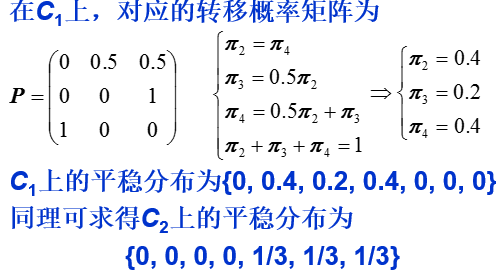 在C₁上，对应的转移概率矩阵为
P = ( 0 0.5 0.5 ; 0 0 1 ; 1 0 0 )
{ π₂ = π₄
π₃ = 0.5π₂
π₄ = 0.5π₂ + π₃
π₂ + π₃ + π₄ = 1
⇒ { π₂ = 0.4
π₃ = 0.2
π₄ = 0.4
C₁上的平稳分布为{0, 0.4, 0.2, 0.4, 0, 0, 0}
同理可求得C₂上的平稳分布为
{0, 0, 0, 0, 1/3, 1/3, 1/3}